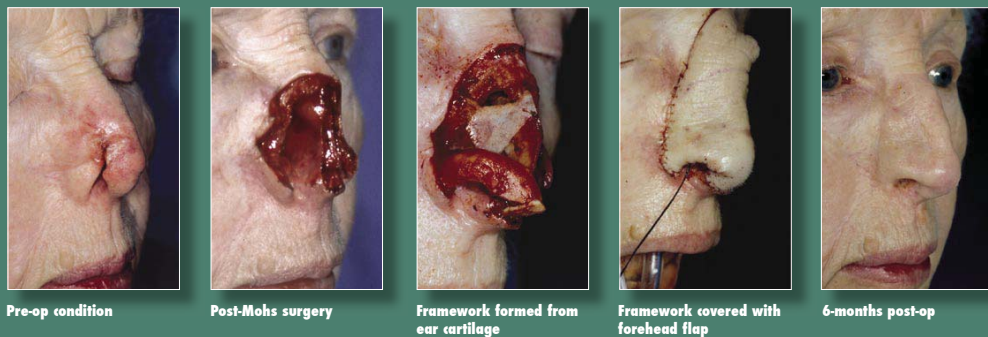 Pre-op condition
Post-Mohs surgery
Framework formed from
ear cartilage
Framework covered with
forehead flap
6-months post-op